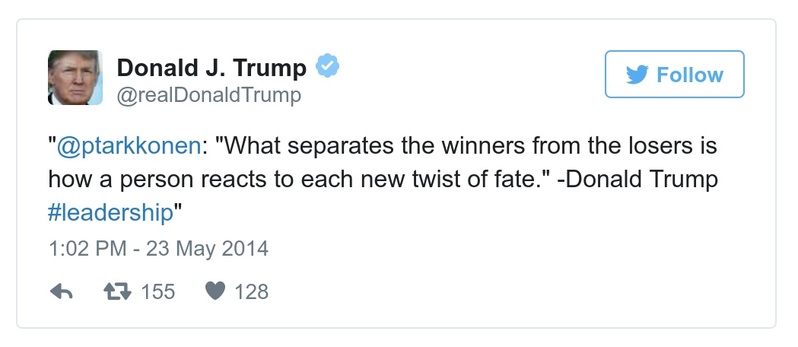 Donald J. Trump
@realDonaldTrump
Follow
"@ptarkkonen: "What separates the winners from the losers is
how a person reacts to each new twist of fate." -Donald Trump
#leadership"
1:02 PM - 23 May 2014
155
128